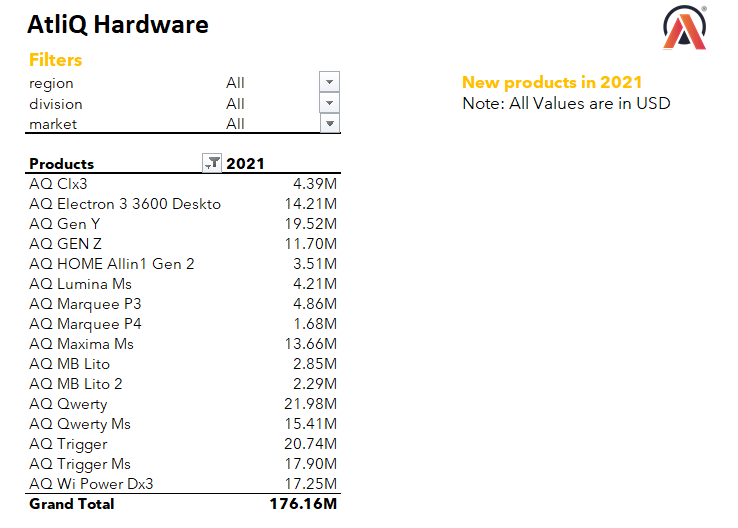 AtliQ Hardware
Filters
region All
division All
market All
New products in 2021
Note: All Values are in USD
Products 2021
AQ Clx3 4.39M
AQ Electron 3 3600 Deskto 14.21M
AQ Gen Y 19.52M
AQ GEN Z 11.70M
AQ HOME Allin1 Gen 2 3.51M
AQ Lumina Ms 4.21M
AQ Marquee P3 4.86M
AQ Marquee P4 1.68M
AQ Maxima Ms 13.66M
AQ MB Lito 2.85M
AQ MB Lito 2 2.29M
AQ Qwerty 21.98M
AQ Qwerty Ms 15.41M
AQ Trigger 20.74M
AQ Trigger Ms 17.90M
AQ Wi Power Dx3 17.25M
Grand Total 176.16M